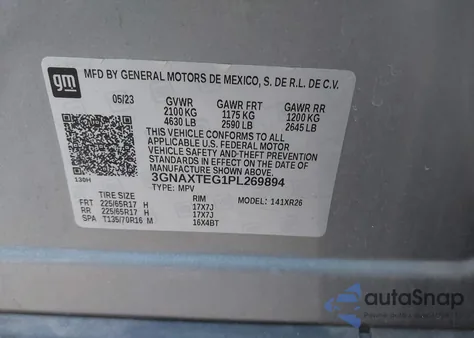 gm
MFD BY GENERAL MOTORS DE MEXICO, S. DE R.L. DE C.V.
05/23 GVWR GAWR FRT GAWR RR
2100 KG 1175 KG 1200 KG
4630 LB 2590 LB 2645 LB
THIS VEHICLE CONFORMS TO ALL
APPLICABLE U.S. FEDERAL MOTOR
VEHICLE SAFETY AND THEFT
PREVENTION STANDARDS IN
EFFECT ON THE DATE OF
MANUFACTURE SHOWN ABOVE.
3GNAXTEG1PL269894
TYPE: MPV
138H
TIRE SIZE RIM MODEL: 141XR26
FRT 225/65R17 H 17X7J
RR 225/65R17 H 17X7J
SPA T135/70R16 M 16X4BT
autoSnap